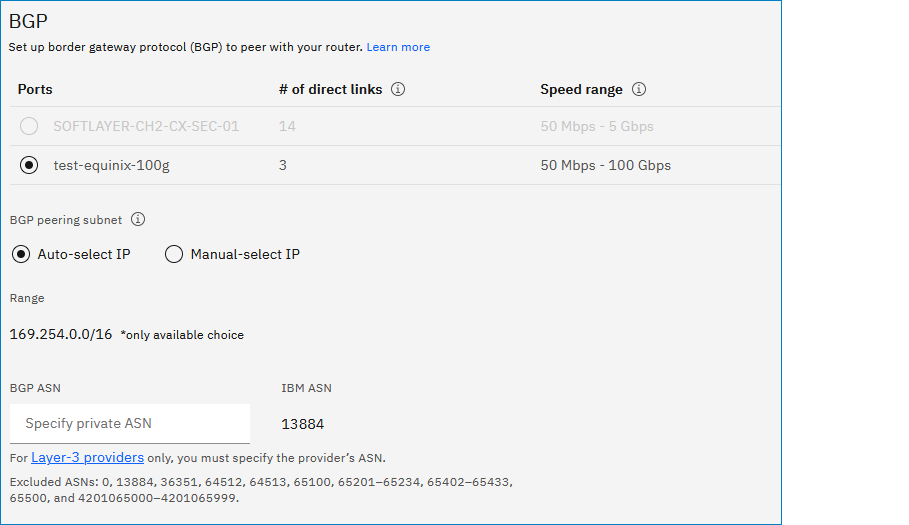 BGP
Set up border gateway protocol (BGP) to peer with your router. Learn more
Ports # of direct links Speed range
SOFTLAYER-CH2-CX-SEC-01 14 50 Mbps - 5 Gbps
test-equinix-100g 3 50 Mbps - 100 Gbps
BGP peering subnet
Auto-select IP Manual-select IP
Range
169.254.0.0/16 *only available choice
BGP ASN IBM ASN
Specify private ASN 13884
For Layer-3 providers only, you must specify the provider’s ASN.
Excluded ASNs: 0, 13884, 36351, 64512, 64513, 65100, 65201–65234, 65402–65433,
65500, and 4201065000–4201065999.